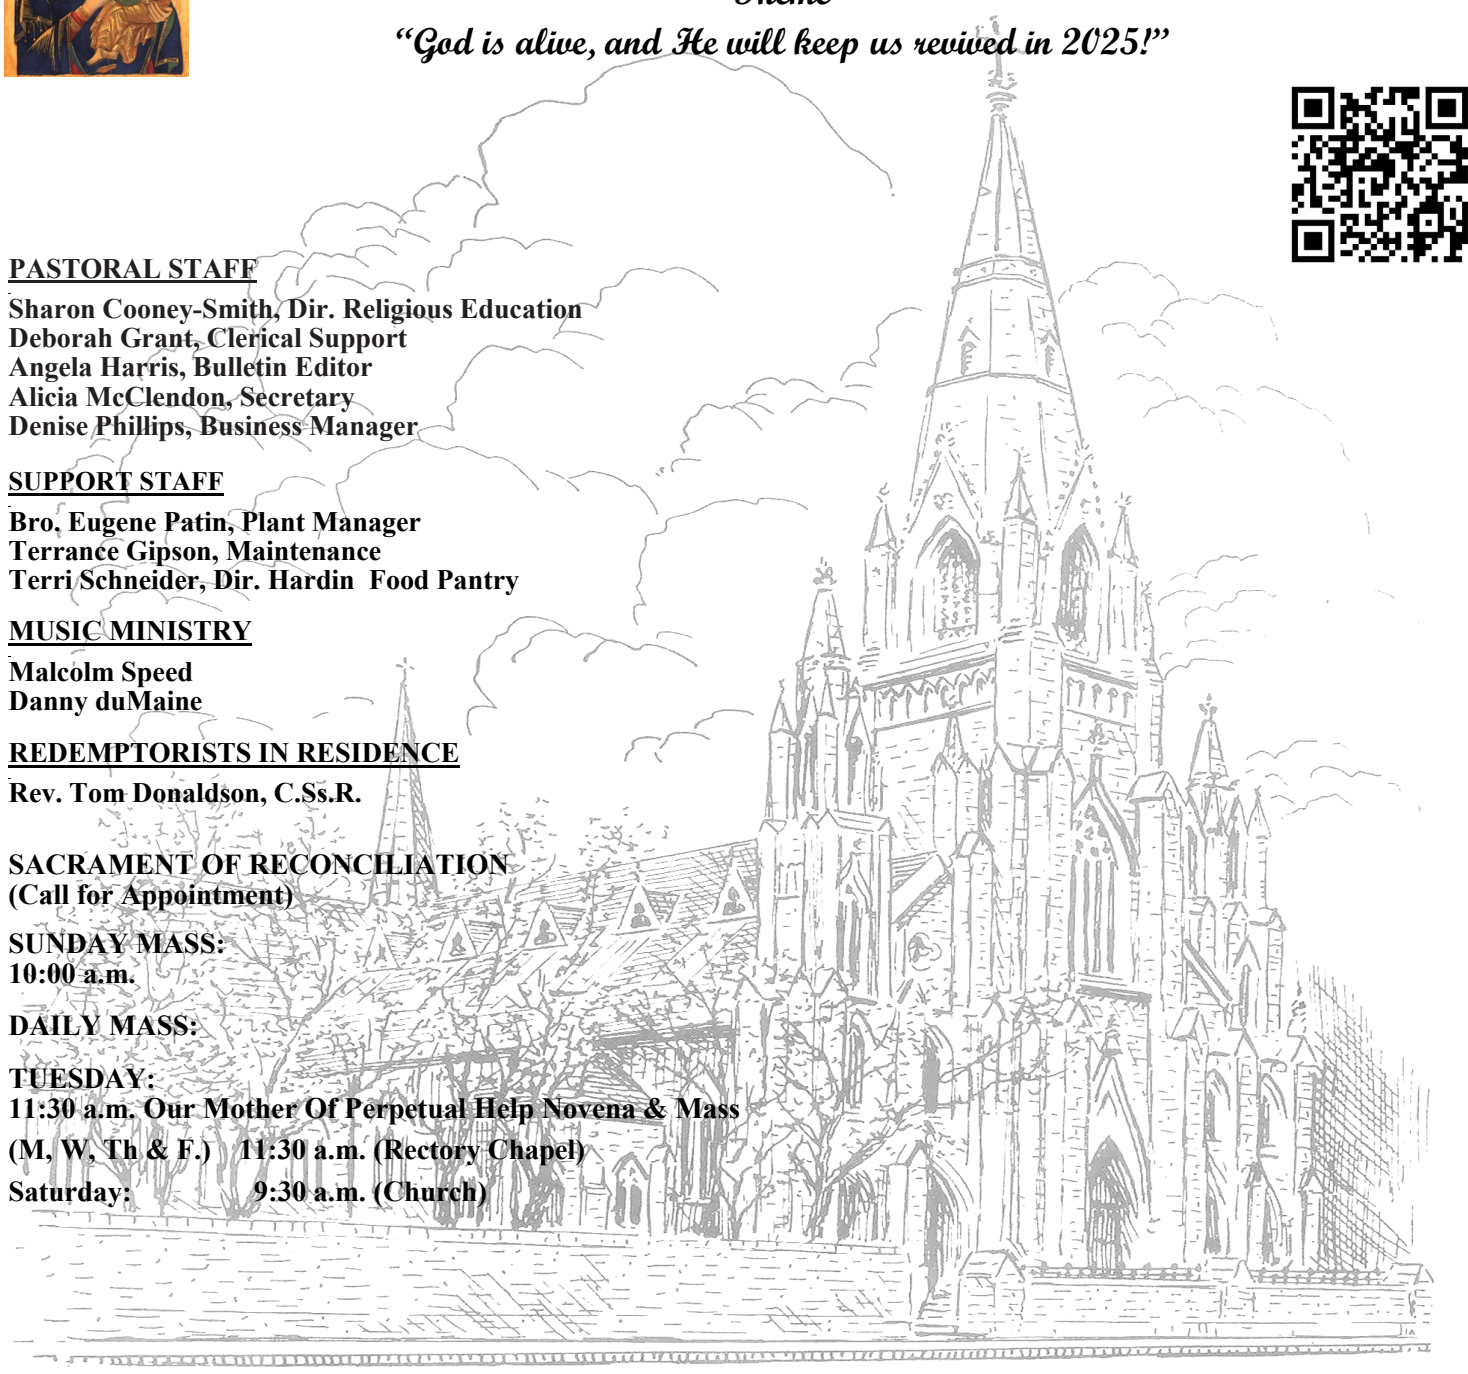 Theme
“God is alive, and He will keep us revived in 2025!”
PASTORAL STAFF
Sharon Cooney-Smith, Dir. Religious Education
Deborah Grant, Clerical Support
Angela Harris, Bulletin Editor
Alicia McClendon, Secretary
Denise Phillips, Business Manager
SUPPORT STAFF
Bro. Eugene Patin, Plant Manager
Terrance Gipson, Maintenance
Terri Schneider, Dir. Hardin  Food Pantry
MUSIC MINISTRY
Malcolm Speed
Danny duMaine
REDEMPTORISTS IN RESIDENCE
Rev. Tom Donaldson, C.Ss.R.
SACRAMENT OF RECONCILIATION
(Call for Appointment)
SUNDAY MASS:
10:00 a.m.
DAILY MASS:
TUESDAY:
11:30 a.m. Our Mother Of Perpetual Help Novena & Mass
(M, W, Th & F.)    11:30 a.m. (Rectory Chapel)
Saturday:    9:30 a.m. (Church)